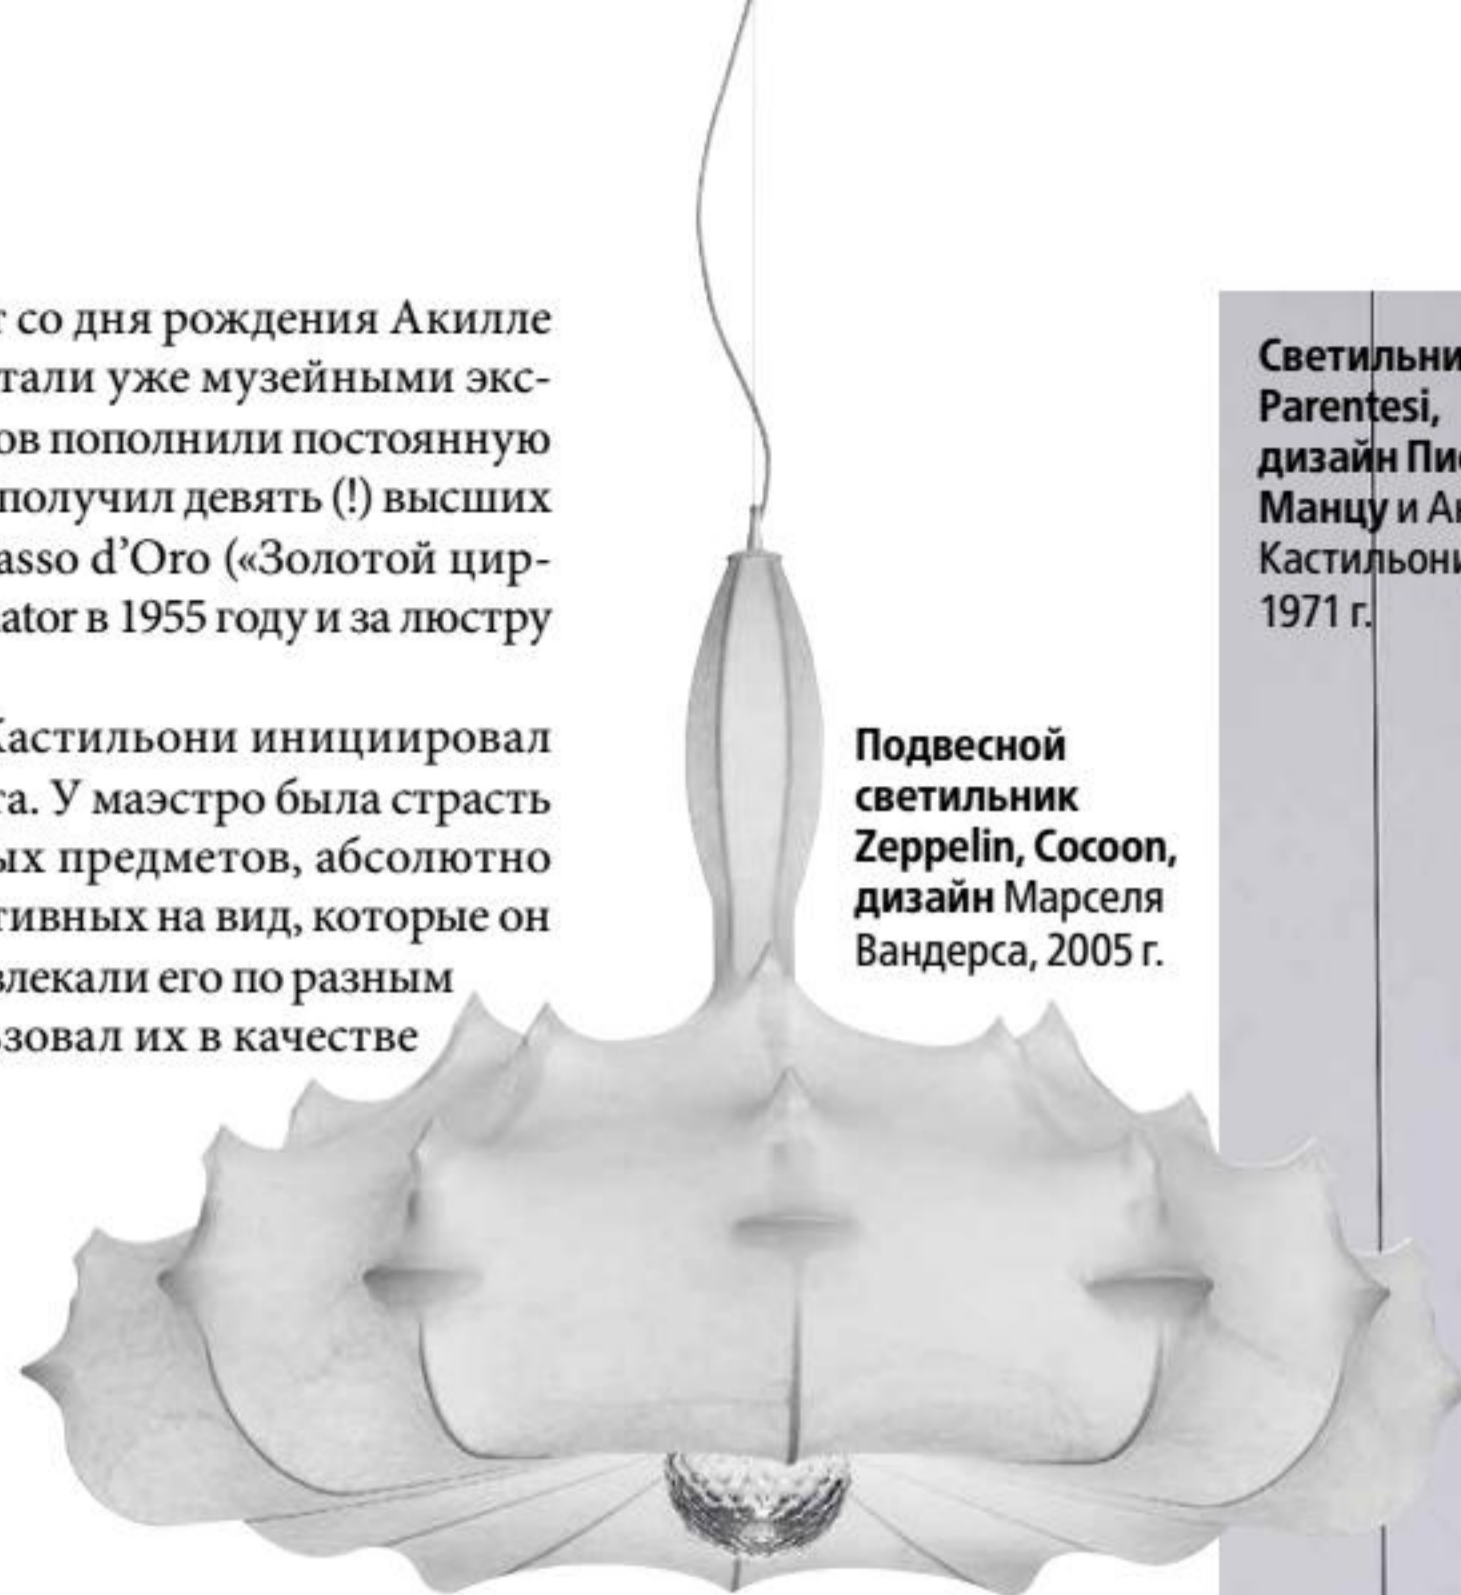 со дня рождения Акилле
тали уже музейными экс-
ов пополнили постоянную
получил девять (!) высших
asso d’Oro («Золотой цир-
ator в 1955 году и за люстру
Кастильони инициировал
та. У маэстро была страсть
ых предметов, абсолютно
тивных на вид, которые он
влекали его по разным
зовал их в качестве
Подвесной
светильник
Zeppelin, Cocoon,
дизайн Марселя
Вандерса, 2005 г.
Светильни
Parentesi,
дизайн Пи
Манцу и А
Кастильони
1971 г.